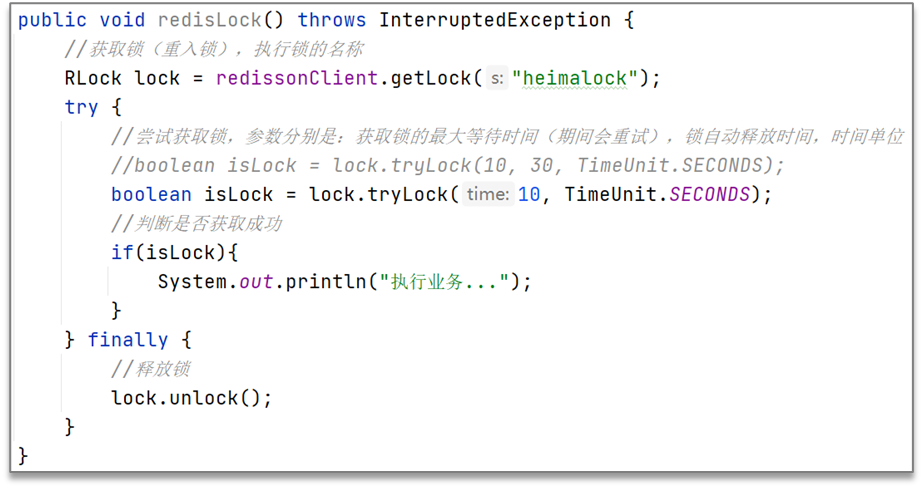 public void redisLock() throws InterruptedException {
//获取锁（重入锁），执行锁的名称
RLock lock = redissonClient.getLock( s: "heimalock");
try {
//尝试获取锁，参数分别是：获取锁的最大等待时间（期间会重试），锁自动释放时间，时间单位
//boolean isLock = lock.tryLock(10, 30, TimeUnit.SECONDS);
boolean isLock = lock.tryLock( time: 10, TimeUnit.SECONDS);
//判断是否获取成功
if(isLock){
System.out.println("执行业务...");
}
} finally {
//释放锁
lock.unlock();
}
}